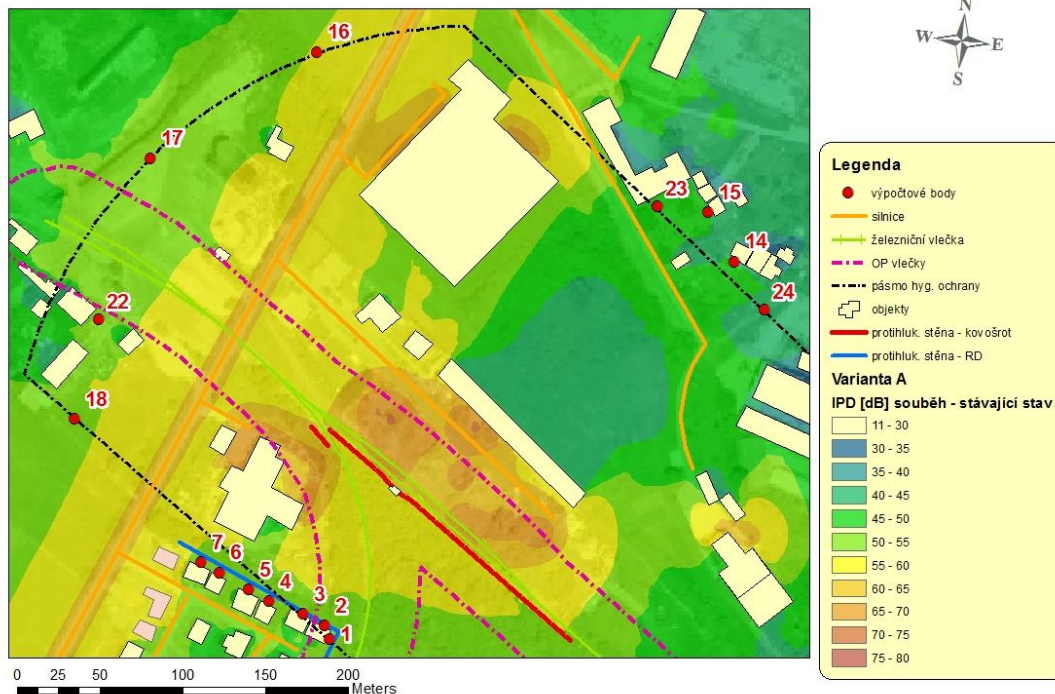 N
W
E
S
16
17
23
15
14
24
22
18
7
6
5
4
3
2
1
0 25 50 100 150 200
Meters
Legenda
výpočtové body
silnice
železniční vlečka
OP vlečky
pásmo hyg. ochrany
objekty
protihluk. stěna - kovošrot
protihluk. stěna - RD
Varianta A
IPD [dB] souběh - stávající stav
11 - 30
30 - 35
35 - 40
40 - 45
45 - 50
50 - 55
55 - 60
60 - 65
65 - 70
70 - 75
75 - 80